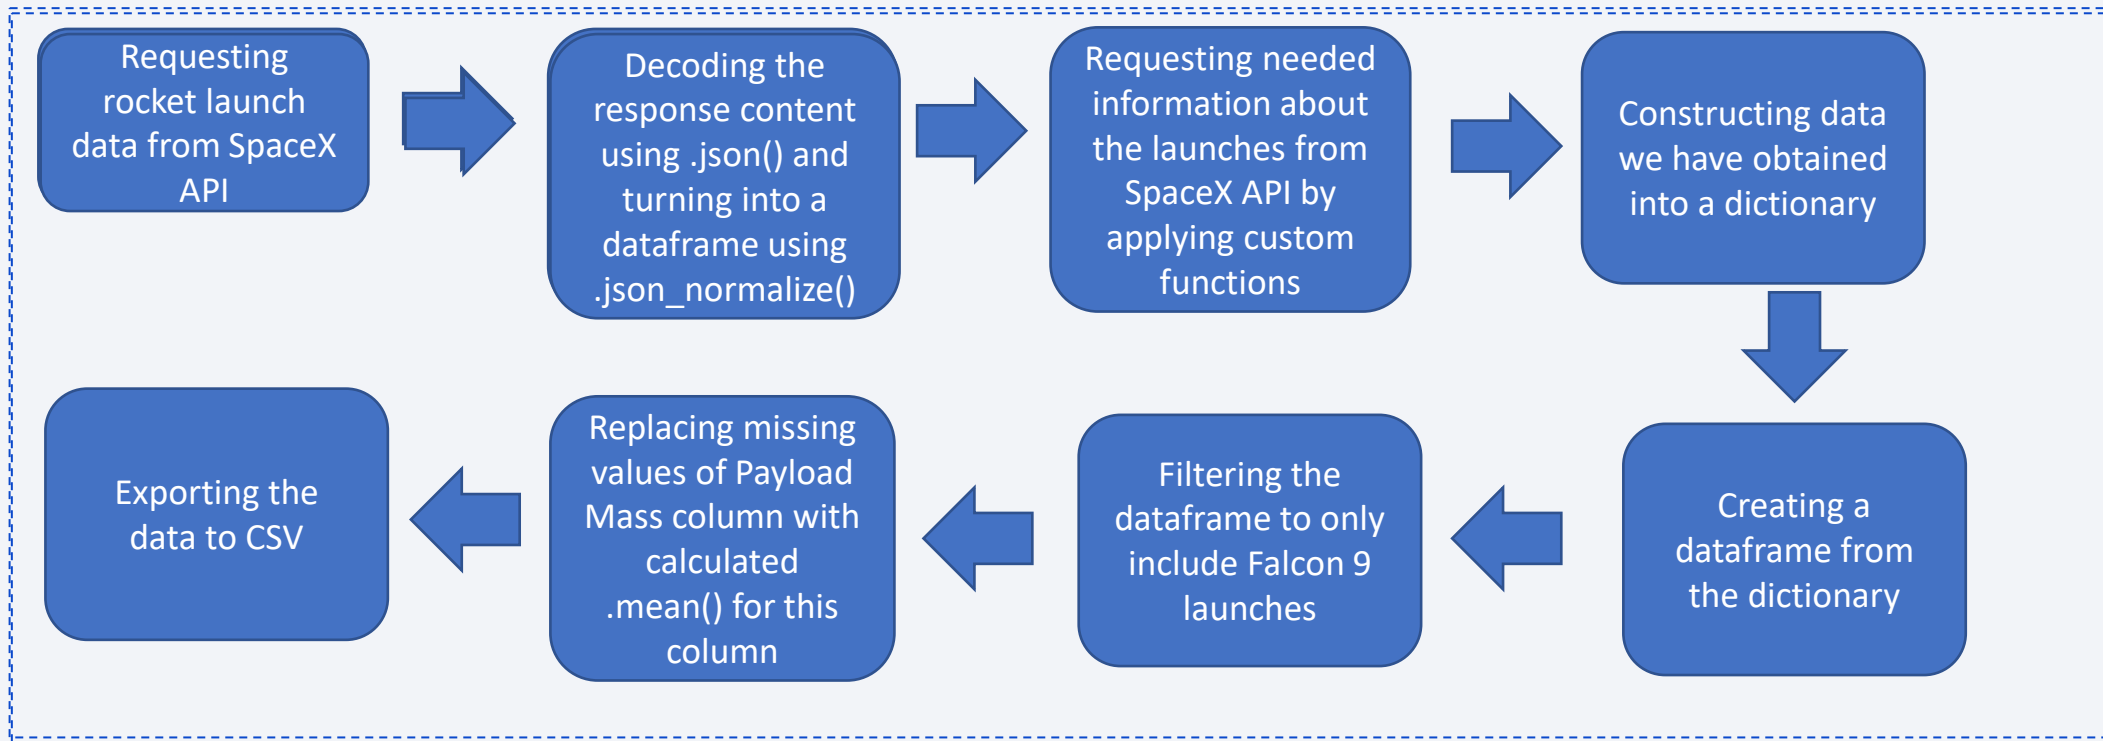 Requesting
rocket launch
data from SpaceX
API
Decoding the
response content
using .json() and
turning into a
dataframe using
.json_normalize()
Requesting needed
information about
the launches from
SpaceX API by
applying custom
functions
Constructing data
we have obtained
into a dictionary
Creating a
dataframe from
the dictionary
Filtering the
dataframe to only
include Falcon 9
launches
Replacing missing
values of Payload
Mass column with
calculated
.mean() for this
column
Exporting the
data to CSV